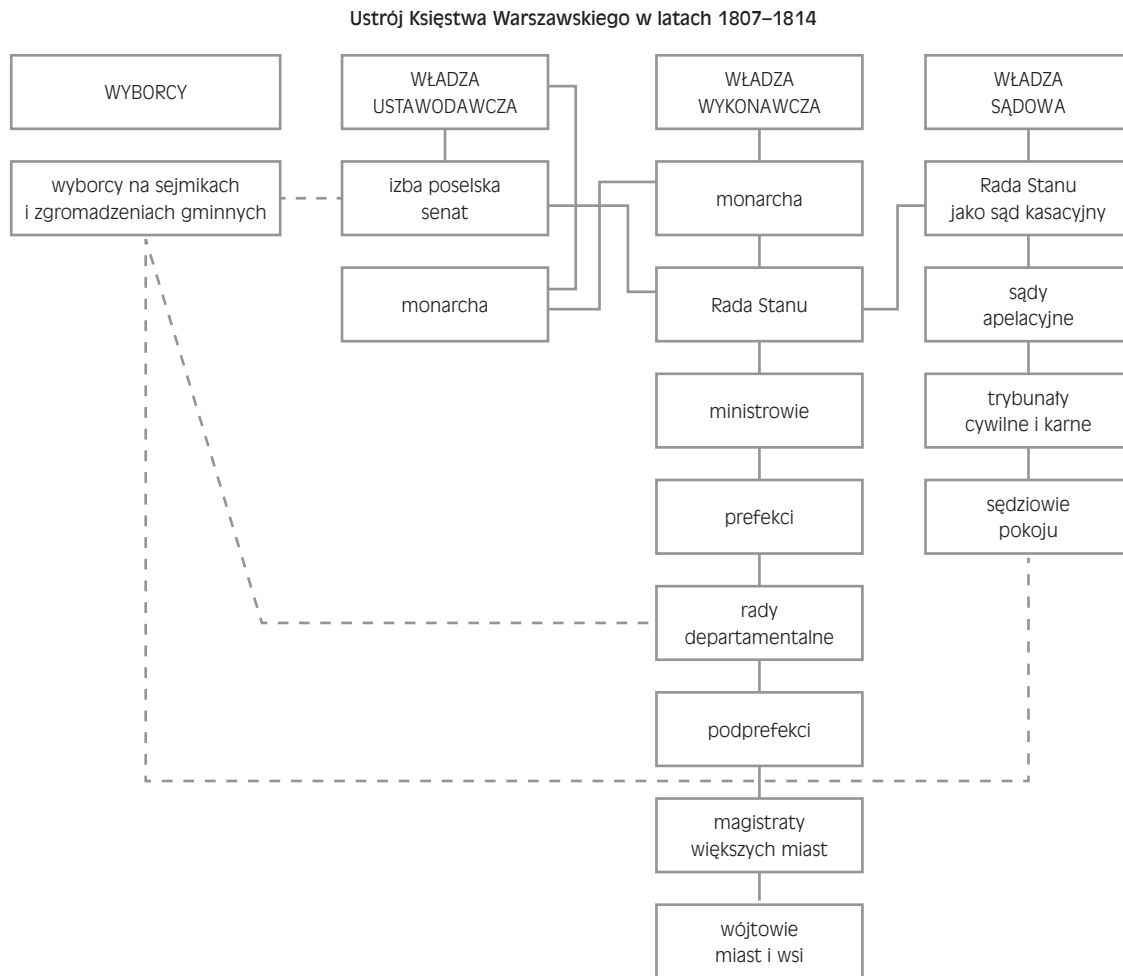 Ustrój Księstwa Warszawskiego w latach 1807–1814
WYBORCY
WŁADZA
USTAWODAWCZA
WŁADZA
WYKONAWCZA
WŁADZA
SĄDOWA
wyborcy na sejmikach
i zgromadzeniach gminnych
izba poselska
senat
monarcha
Rada Stanu
jako sąd kasacyjny
monarcha
Rada Stanu
sądy
apelacyjne
ministrowie
trybunały
cywilne i karne
prefekci
sędziowie
pokoju
rady
departamentalne
podprefekci
magistraty
większych miast
wójtowie
miast i wsi